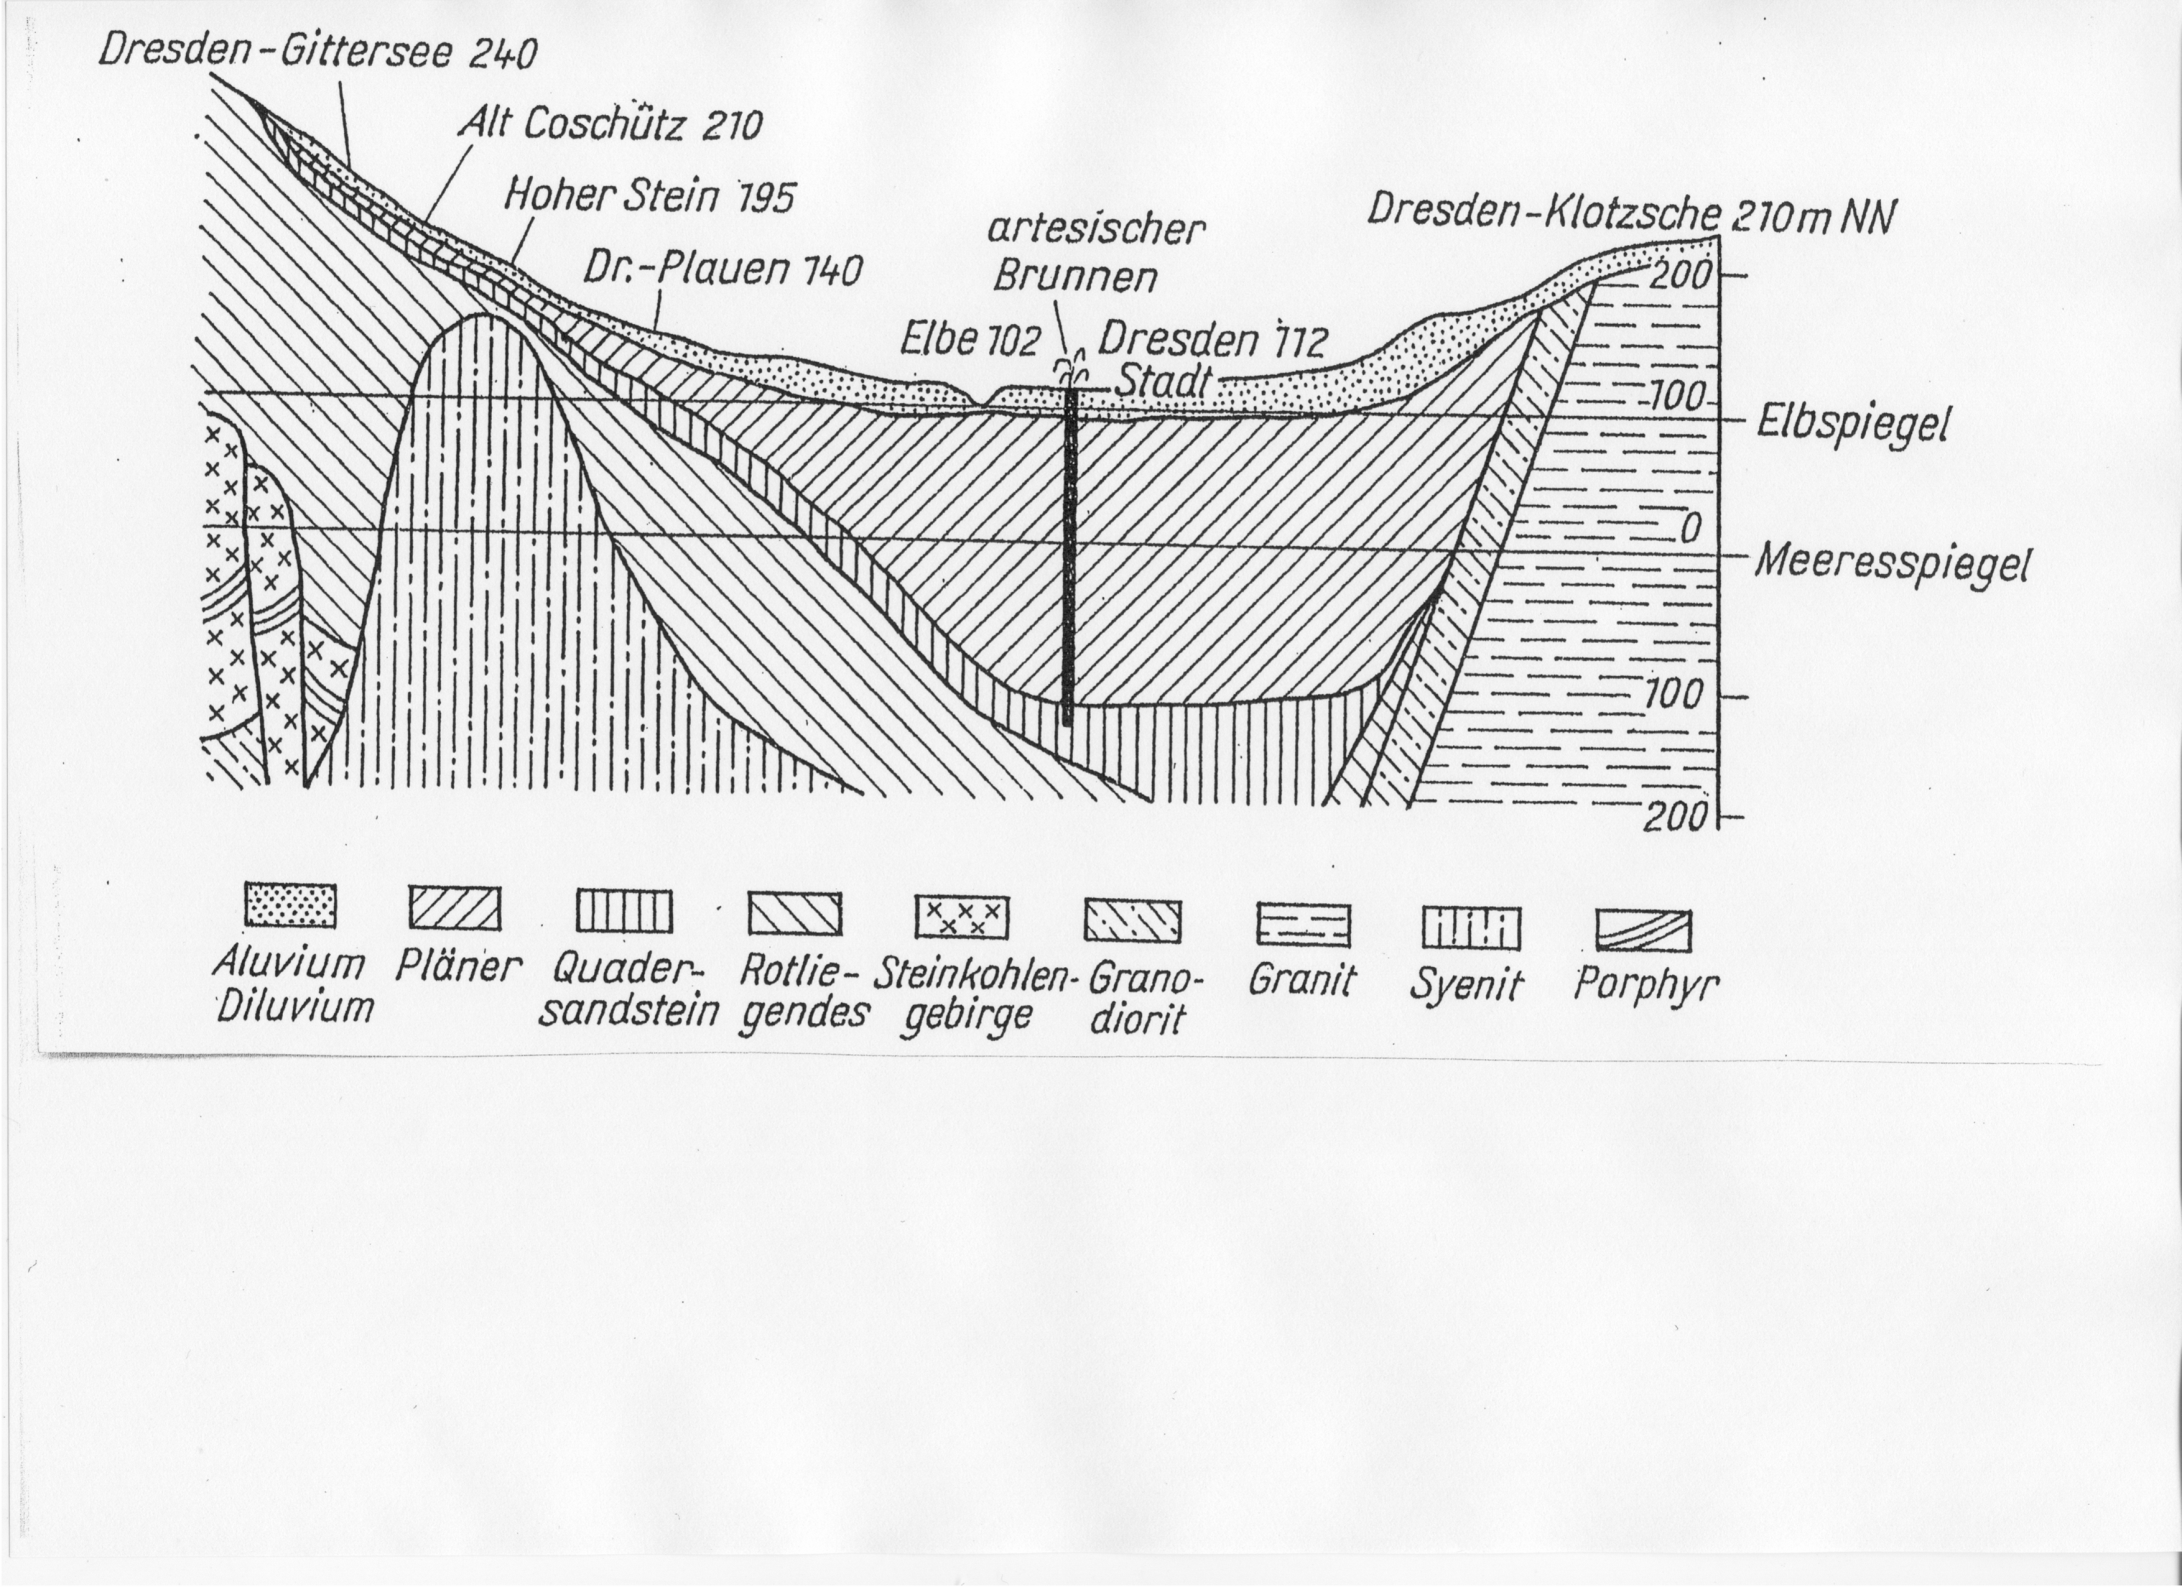 Dresden-Gittersee 240
Alt Coschütz 210
Hoher Stein 195
Dr.-Plauen 140
artesischer
Brunnen
Elbe 102
Dresden 112
Stadt
Dresden-Klotzsche 210 m NN
200
100
Elbspiegel
0
Meeresspiegel
100
200
Aluvium
Diluvium
Pläner
Quader-
sandstein
Rotlie-
gendes
Steinkohlen-
gebirge
Grano-
diorit
Granit
Syenit
Porphyr